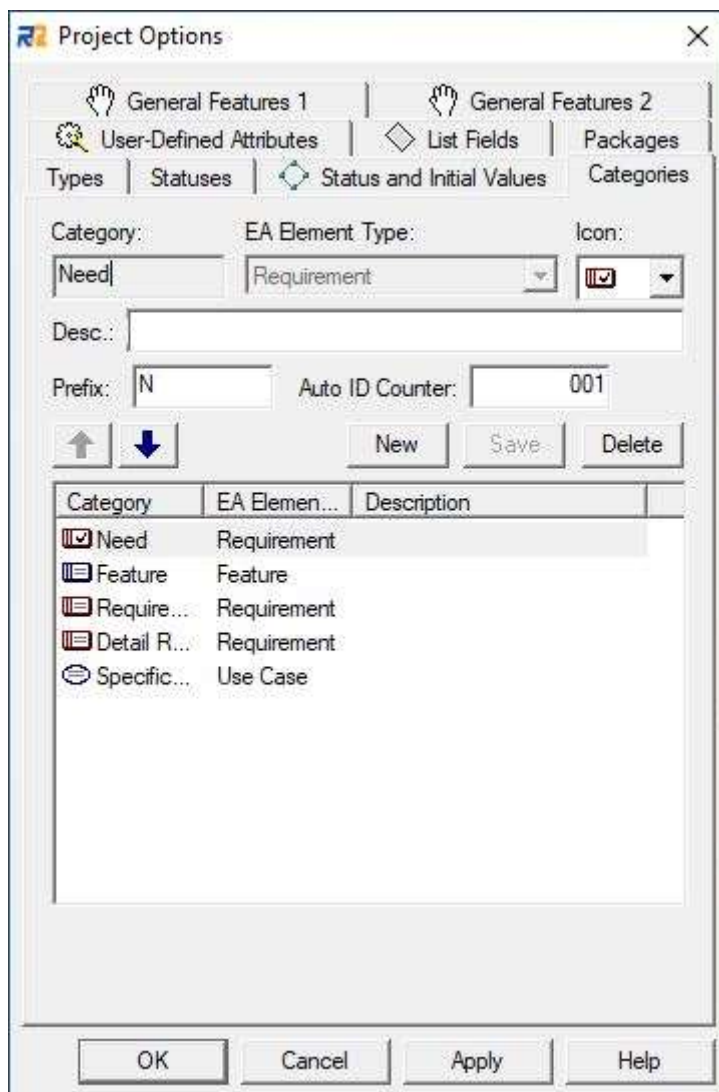 Project Options
General Features 1 General Features 2
User-Defined Attributes List Fields Packages
Types Statuses Status and Initial Values Categories
Category: EA Element Type: Icon:
Need Requirement
Desc.:
Prefix: N Auto ID Counter: 001
New Save Delete
Category EA Elemen... Description
Need Requirement
Feature Feature
Require... Requirement
Detail R... Requirement
Specific... Use Case
OK Cancel Apply Help